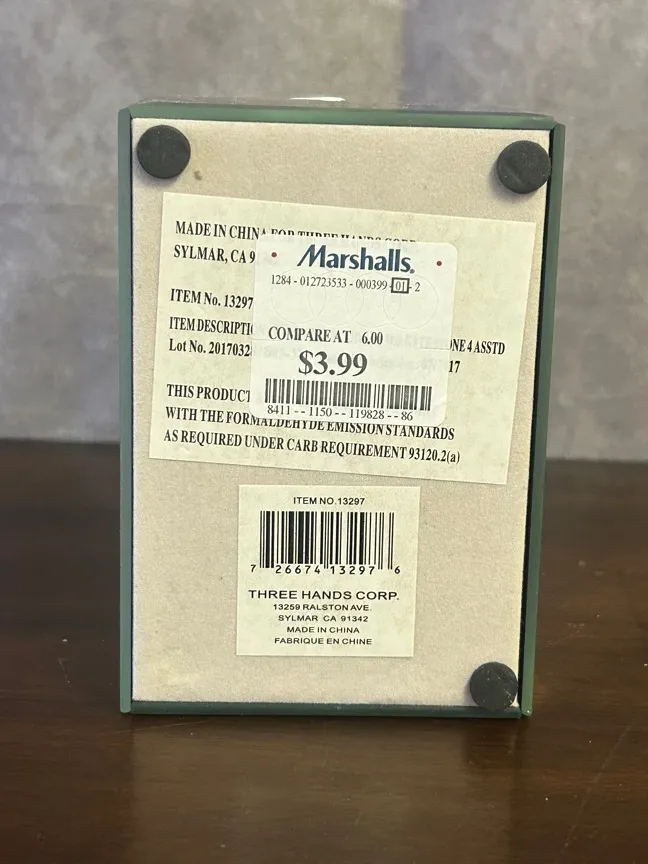 MADE IN CHINA FOR THREE HANDS CORP.
SYLMAR, CA 9
Marshalls.
1284 - 012723533 - 000399 - 01 - 2
ITEM No. 13297
ITEM DESCRIPTIO ONE 4 ASSTD
COMPARE AT 6.00
Lot No. 2017032 17
$3.99
THIS PRODUCT
8411 - - 1150 - - 119828 - - 86
WITH THE FORMALDEHYDE EMISSION STANDARDS
AS REQUIRED UNDER CARB REQUIREMENT 93120.2(a)
ITEM NO.13297
7 26674 13297 6
THREE HANDS CORP.
13259 RALSTON AVE.
SYLMAR CA 91342
MADE IN CHINA
FABRIQUE EN CHINE